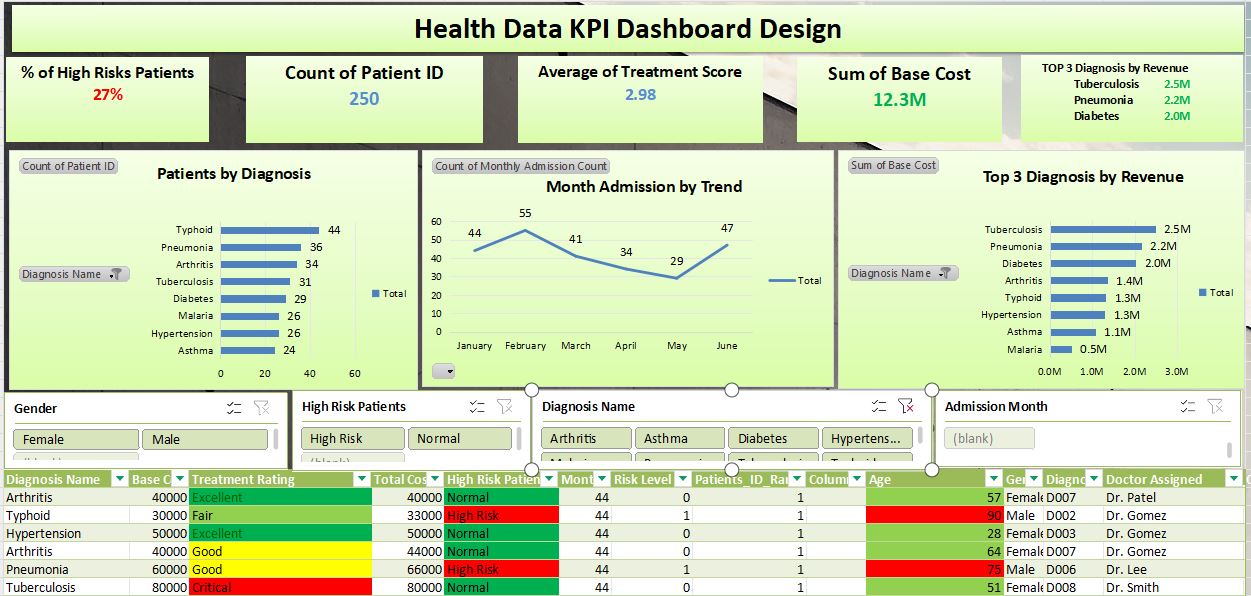 Health Data KPI Dashboard Design
% of High Risks Patients
27%
Count of Patient ID
250
Average of Treatment Score
2.98
Sum of Base Cost
12.3M
TOP 3 Diagnosis by Revenue
Tuberculosis 2.5M
Pneumonia 2.2M
Diabetes 2.0M
Count of Patient ID
Patients by Diagnosis
Typhoid 44
Pneumonia 36
Arthritis 34
Tuberculosis 31
Diabetes 29
Malaria 26
Hypertension 26
Asthma 24
0 20 40 60
Diagnosis Name
Total
Count of Monthly Admission Count
Month Admission by Trend
60
50
40
30
20
10
0
44 55 41 34 29 47
January February March April May June
Total
Sum of Base Cost
Top 3 Diagnosis by Revenue
Tuberculosis 2.5M
Pneumonia 2.2M
Diabetes 2.0M
Arthritis 1.4M
Typhoid 1.3M
Hypertension 1.3M
Asthma 1.1M
Malaria 0.5M
0.0M 1.0M 2.0M 3.0M
Diagnosis Name
Total
Gender
Female Male
High Risk Patients
High Risk Normal
Diagnosis Name
Arthritis Asthma Diabetes Hypertens...
Admission Month
(blank)
Diagnosis Name Base C Treatment Rating Total Cos High Risk Patien Mont Risk Level Patients_ID_Ran Colum Age Gen Diagno Doctor Assigned
Arthritis 40000 Excellent 40000 Normal 44 0 1 57 Female D007 Dr. Patel
Typhoid 30000 Fair 33000 High Risk 44 1 1 90 Male D002 Dr. Gomez
Hypertension 50000 Excellent 50000 Normal 44 0 1 28 Female D003 Dr. Gomez
Arthritis 40000 Good 44000 Normal 44 0 1 64 Female D007 Dr. Gomez
Pneumonia 60000 Good 66000 High Risk 44 1 1 75 Male D006 Dr. Lee
Tuberculosis 80000 Critical 80000 Normal 44 0 1 51 Female D008 Dr. Smith